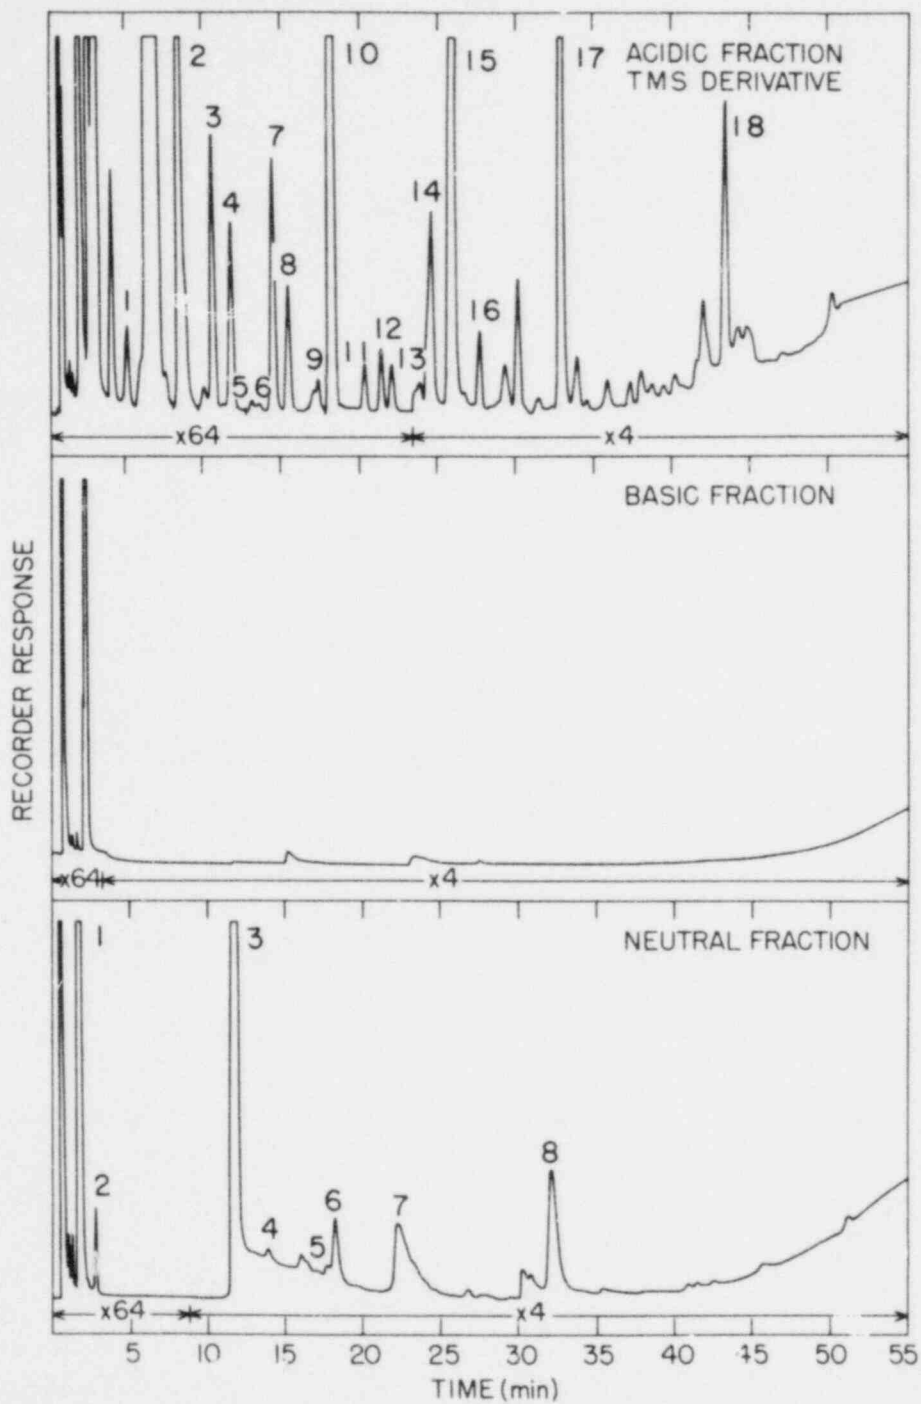 ACIDIC FRACTION
TMS DERIVATIVE
1 2 3 4 5 6 7 8 9 10 11 12 13 14 15 16 17 18
x64 x4
BASIC FRACTION
x64 x4
NEUTRAL FRACTION
1 2 3 4 5 6 7 8
x64 x4
5 10 15 20 25 30 35 40 45 50 55
TIME (min)
RECORDER RESPONSE